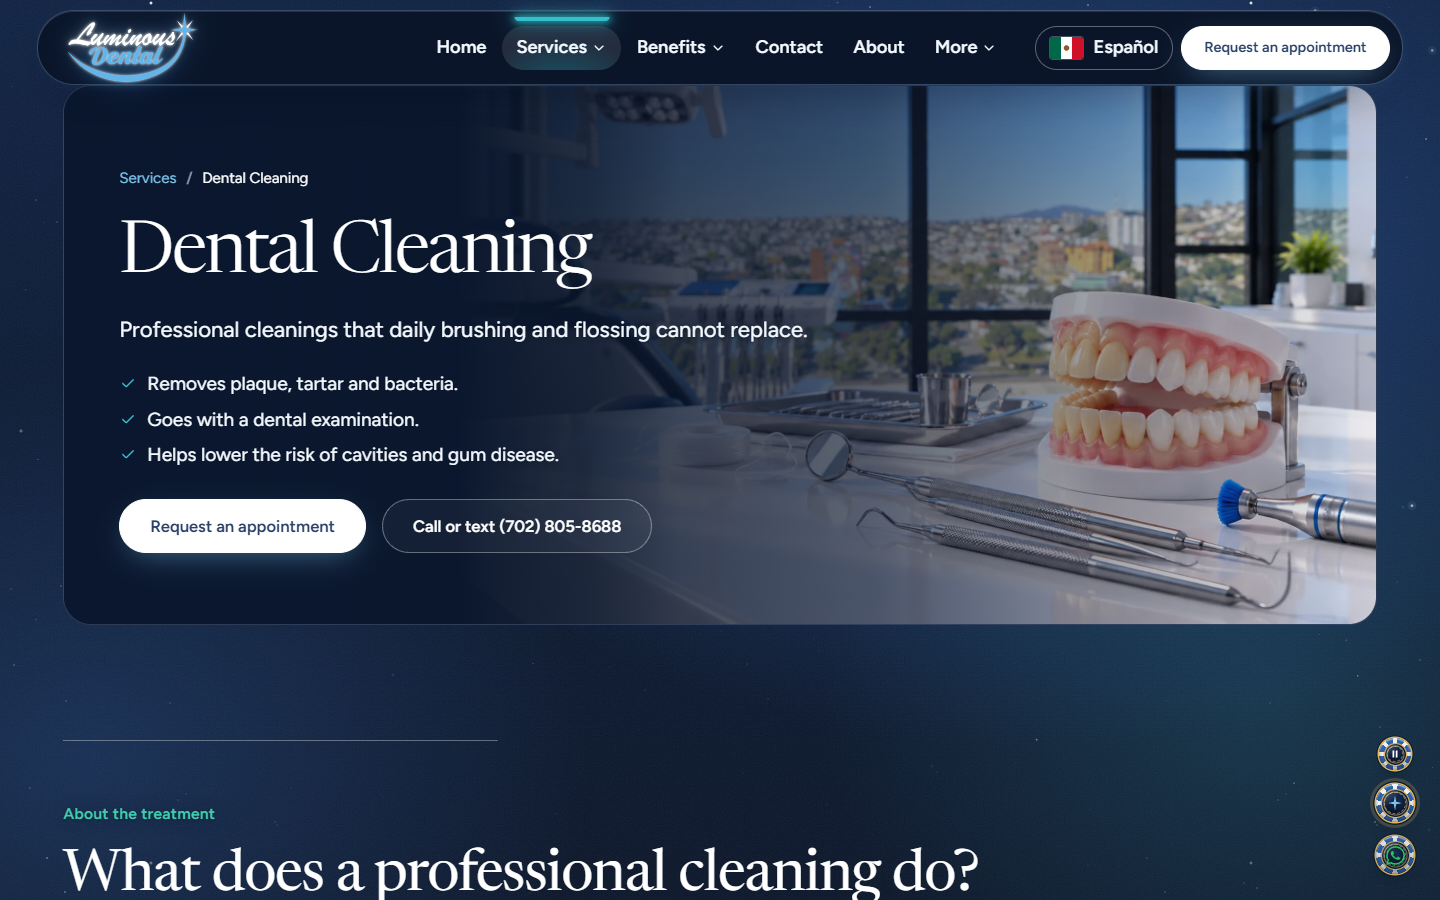 Luminous
Dental
Home
Services
Benefits
Contact
About
More
Español
Request an appointment
Services / Dental Cleaning
Dental Cleaning
Professional cleanings that daily brushing and flossing cannot replace.
Removes plaque, tartar and bacteria.
Goes with a dental examination.
Helps lower the risk of cavities and gum disease.
Request an appointment
Call or text (702) 805-8688
About the treatment
What does a professional cleaning do?